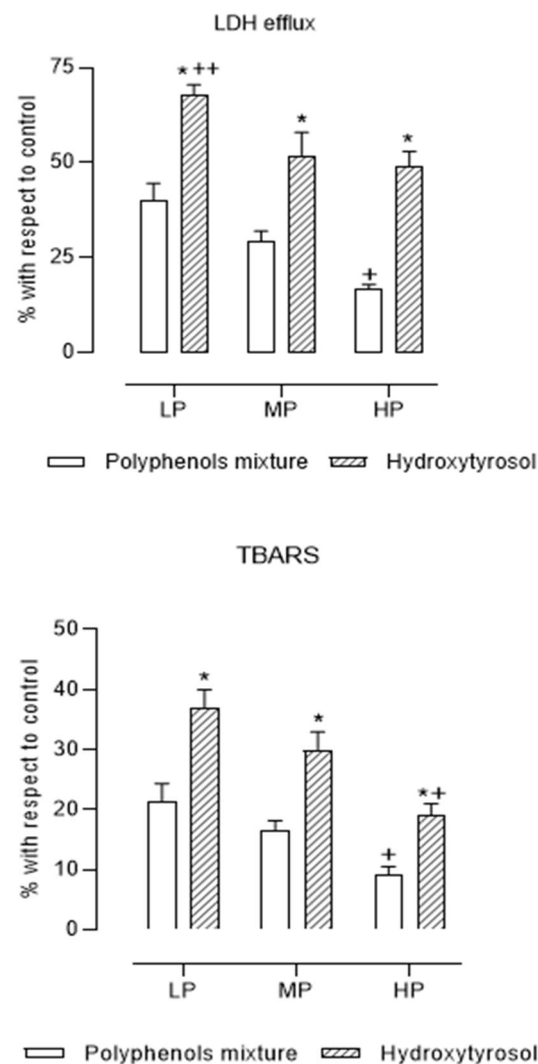 LDH efflux
% with respect to control
75
50
25
0
* ++
*
*
+
LP MP HP
Polyphenols mixture Hydroxytyrosol
TBARS
% with respect to control
50
40
30
20
10
0
*
*
*+
+
LP MP HP
Polyphenols mixture Hydroxytyrosol